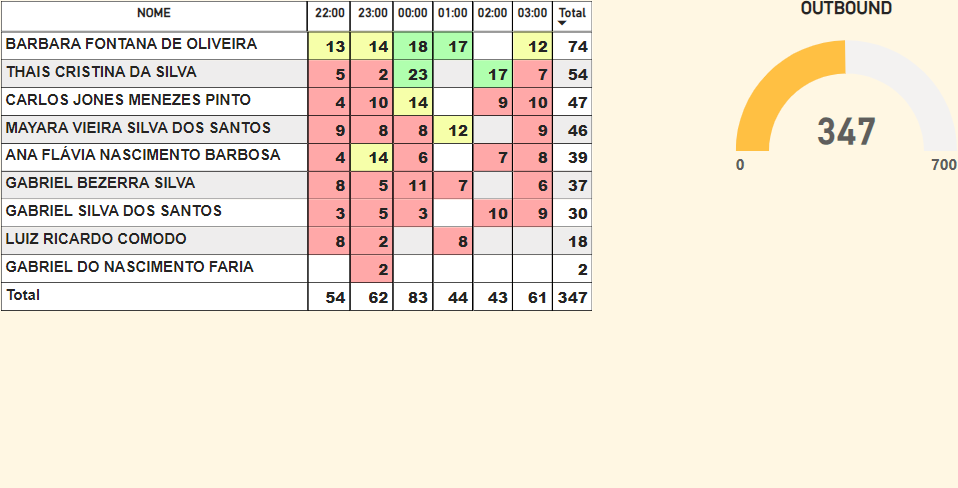 NOME 22:00 23:00 00:00 01:00 02:00 03:00 Total
BARBARA FONTANA DE OLIVEIRA 13 14 18 17 12 74
THAIS CRISTINA DA SILVA 5 2 23 17 7 54
CARLOS JONES MENEZES PINTO 4 10 14 9 10 47
MAYARA VIEIRA SILVA DOS SANTOS 9 8 8 12 9 46
ANA FLÁVIA NASCIMENTO BARBOSA 4 14 6 7 8 39
GABRIEL BEZERRA SILVA 8 5 11 7 6 37
GABRIEL SILVA DOS SANTOS 3 5 3 10 9 30
LUIZ RICARDO COMODO 8 2 8 18
GABRIEL DO NASCIMENTO FARIA 2 2
Total 54 62 83 44 43 61 347
OUTBOUND
347
0 700